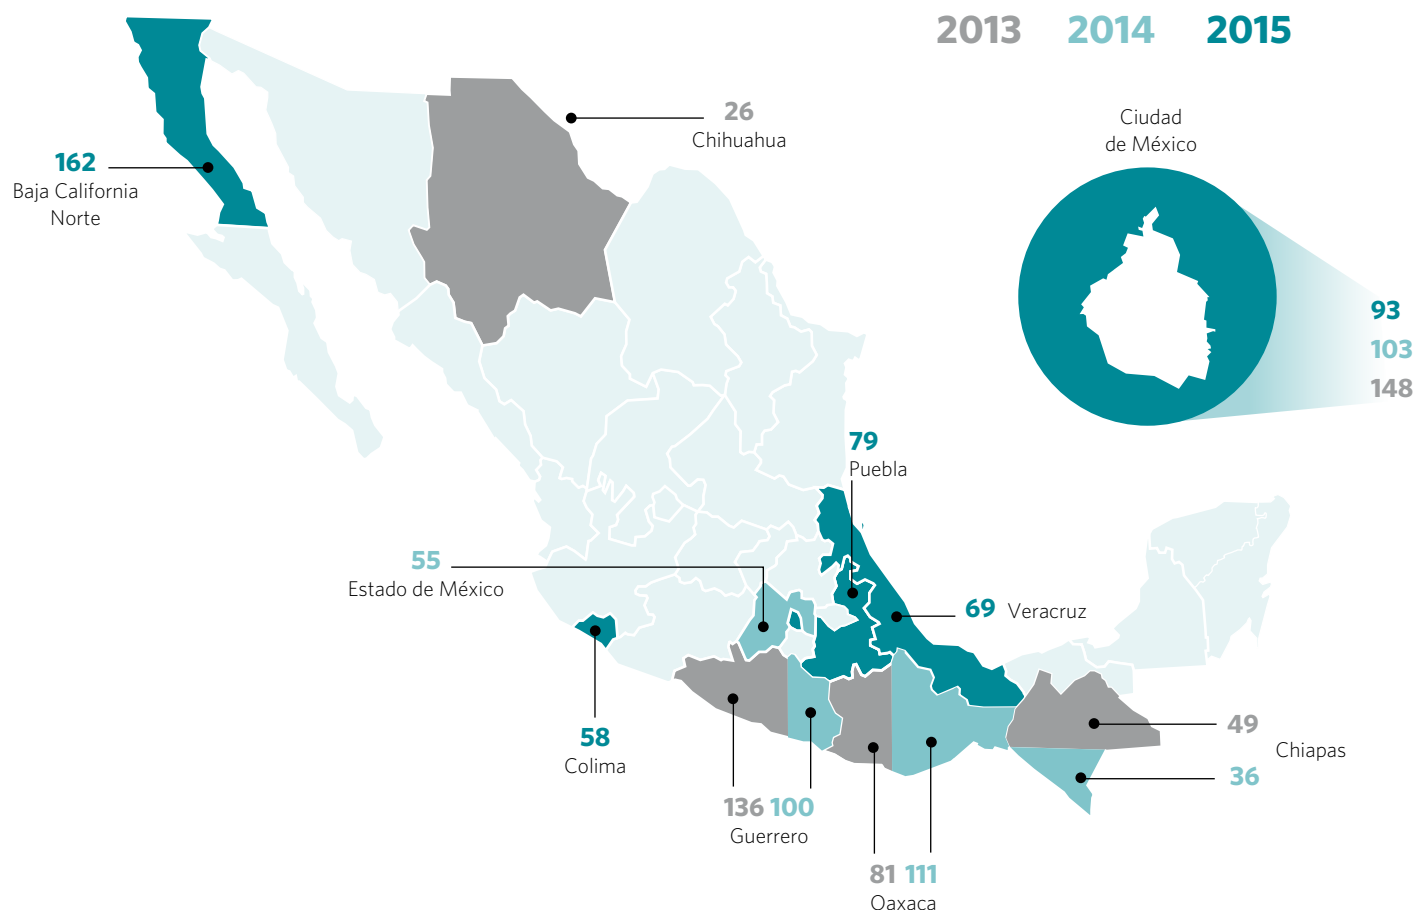 2013 2014 2015
26
Chihuahua
Ciudad
de México
162
Baja California
Norte
93
103
148
79
Puebla
55
Estado de México
69 Veracruz
58
Colima
49
Chiapas
36
136 100
Guerrero
81 111
Oaxaca